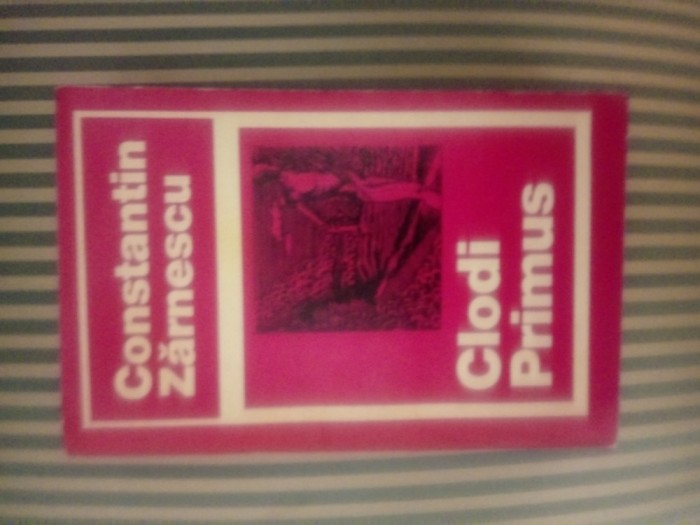 Constantin
Zărnescu
Clodi
Primus